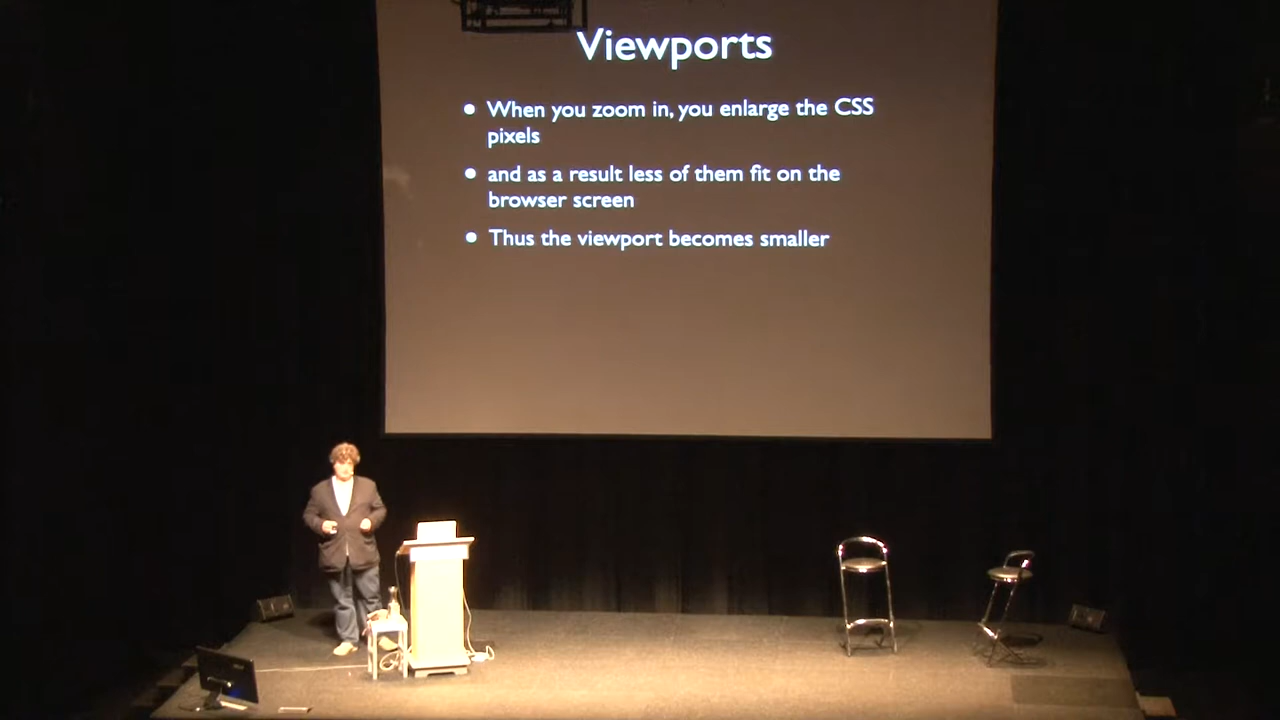 Viewports
• When you zoom in, you enlarge the CSS
pixels
• and as a result less of them fit on the
browser screen
• Thus the viewport becomes smaller